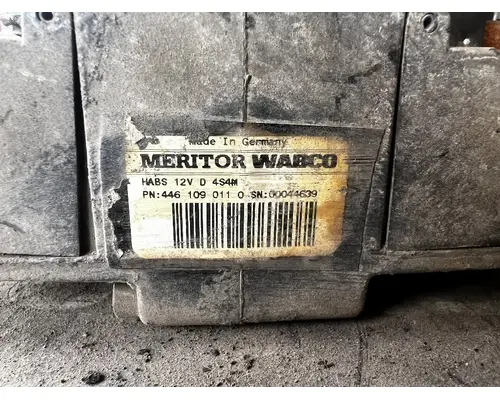 Made In Germany
MERITOR WABCO
HABS 12V D 4S4M
PN:446 109 011 0 SN:00044639